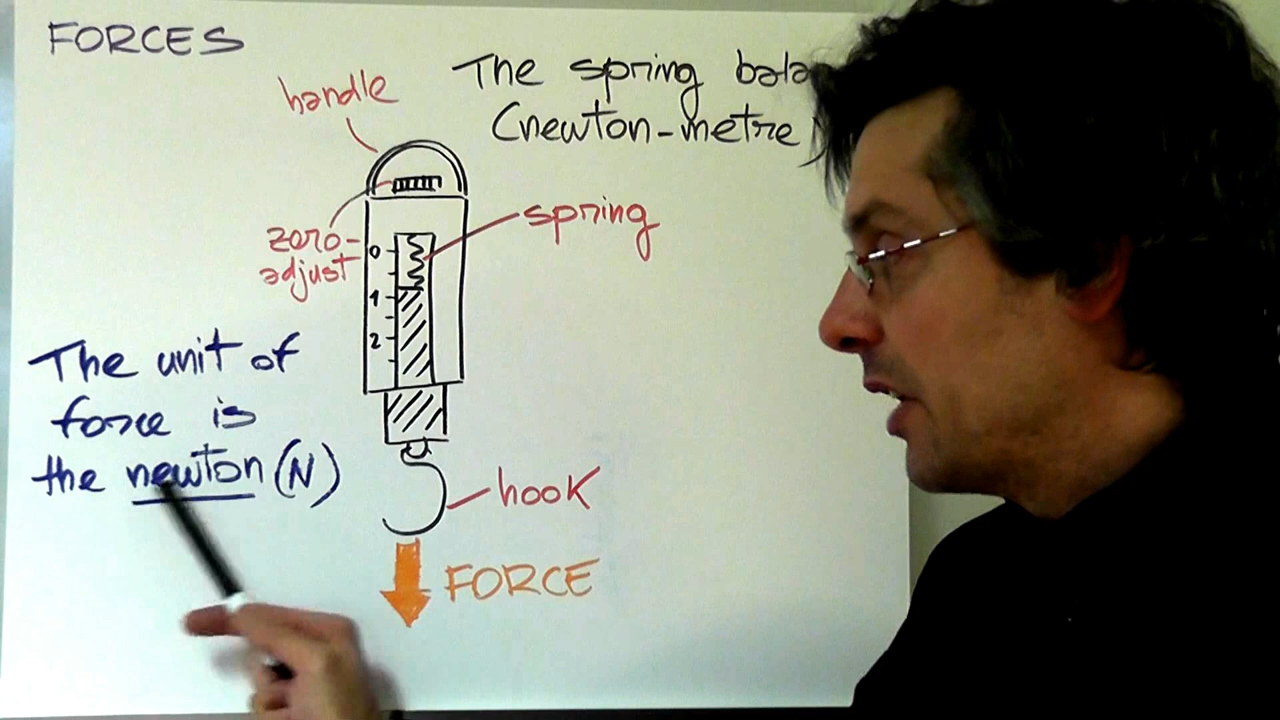 FORCES
The spring
(newton-metre
handle
spring
zero-
adjust
0
1
2
The unit of
force is
the newton (N)
hook
FORCE